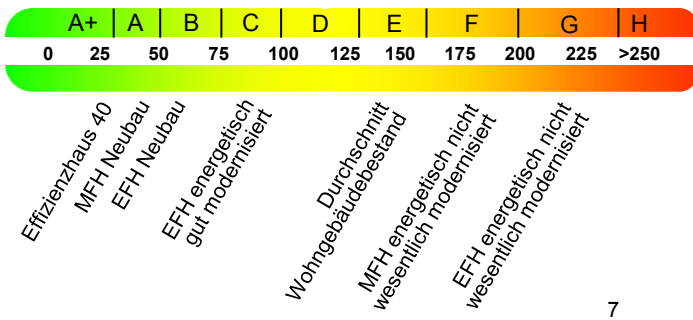 A+ A B C D E F G H
0 25 50 75 100 125 150 175 200 225 >250
Effizienzhaus 40
MFH Neubau
EFH Neubau
EFH energetisch
gut modernisiert
Durchschnitt
Wohngebäudebestand
MFH energetisch nicht
wesentlich modernisiert
EFH energetisch nicht
wesentlich modernisiert
7